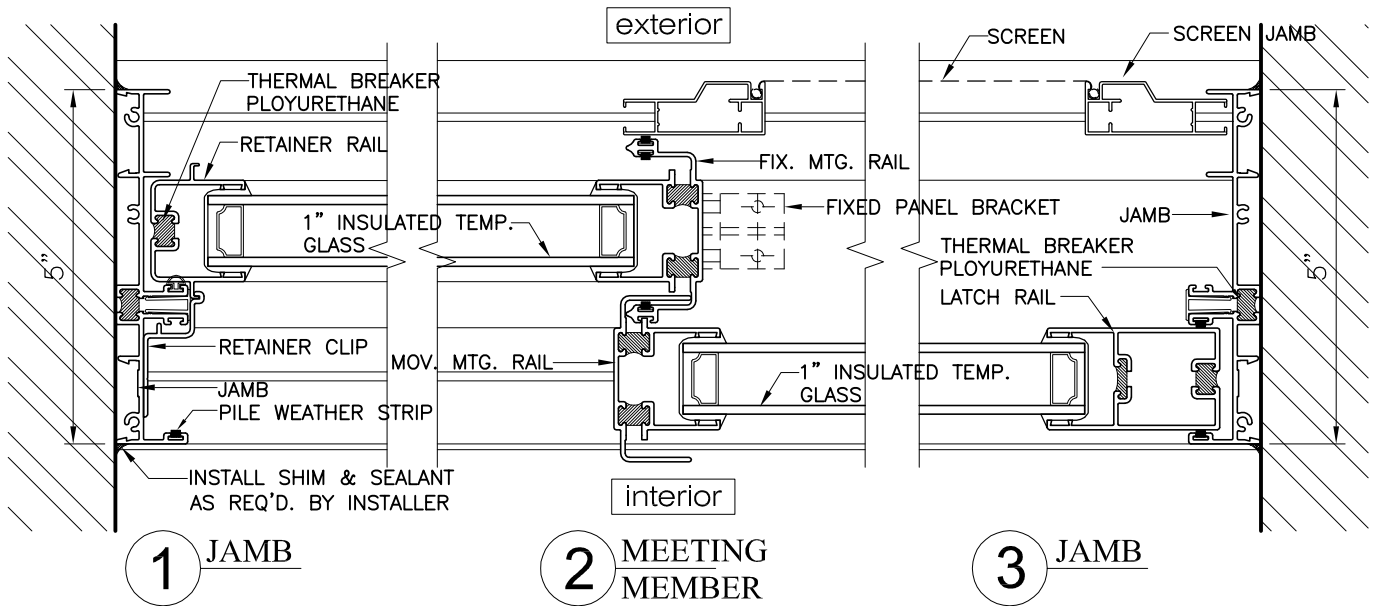 exterior
SCREEN
SCREEN JAMB
THERMAL BREAKER
PLOYURETHANE
RETAINER RAIL
FIX. MTG. RAIL
1" INSULATED TEMP.
GLASS
FIXED PANEL BRACKET
JAMB
THERMAL BREAKER
PLOYURETHANE
5"
5"
LATCH RAIL
RETAINER CLIP
MOV. MTG. RAIL
1" INSULATED TEMP.
GLASS
JAMB
PILE WEATHER STRIP
INSTALL SHIM & SEALANT
AS REQ'D. BY INSTALLER
interior
1 JAMB
2 MEETING
MEMBER
3 JAMB